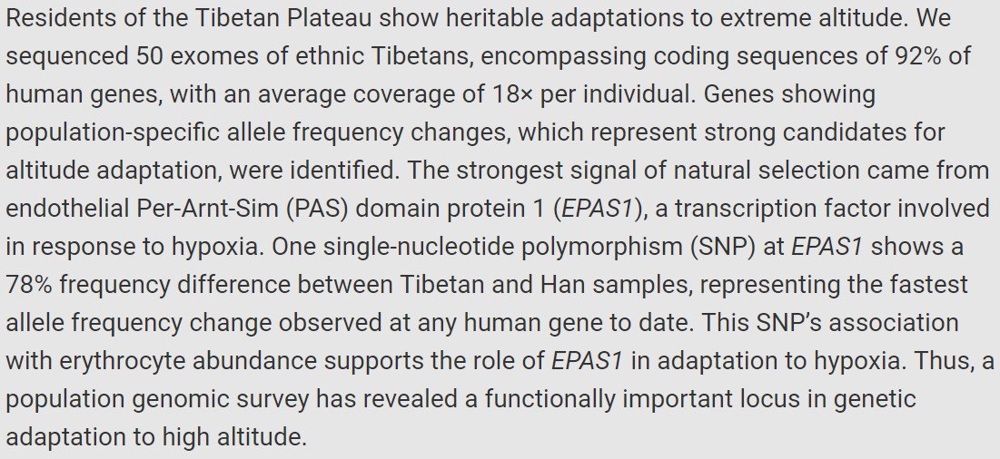 Residents of the Tibetan Plateau show heritable adaptations to extreme altitude. We
sequenced 50 exomes of ethnic Tibetans, encompassing coding sequences of 92% of
human genes, with an average coverage of 18× per individual. Genes showing
population-specific allele frequency changes, which represent strong candidates for
altitude adaptation, were identified. The strongest signal of natural selection came from
endothelial Per-Arnt-Sim (PAS) domain protein 1 (EPAS1), a transcription factor involved
in response to hypoxia. One single-nucleotide polymorphism (SNP) at EPAS1 shows a
78% frequency difference between Tibetan and Han samples, representing the fastest
allele frequency change observed at any human gene to date. This SNP’s association
with erythrocyte abundance supports the role of EPAS1 in adaptation to hypoxia. Thus, a
population genomic survey has revealed a functionally important locus in genetic
adaptation to high altitude.